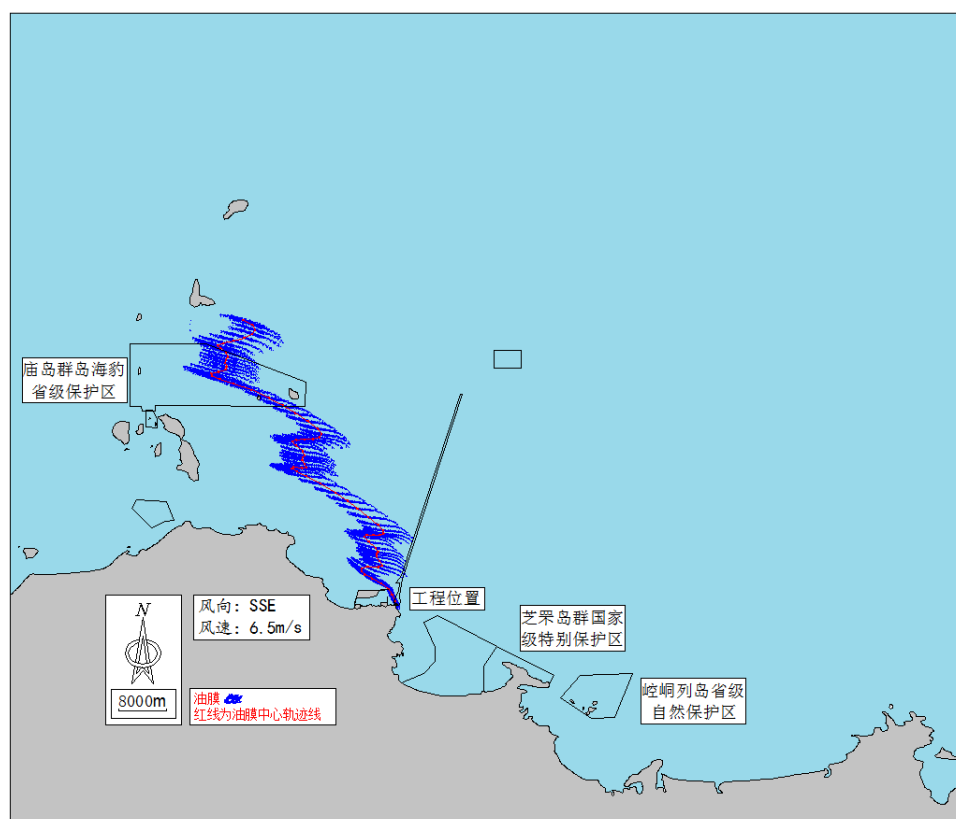 庙岛群岛海豹
省级保护区
工程位置
芝罘岛群国家
级特别保护区
崆峒列岛省级
自然保护区
N
8000m
风向: SSE
风速: 6.5m/s
油膜
红线为油膜中心轨迹线